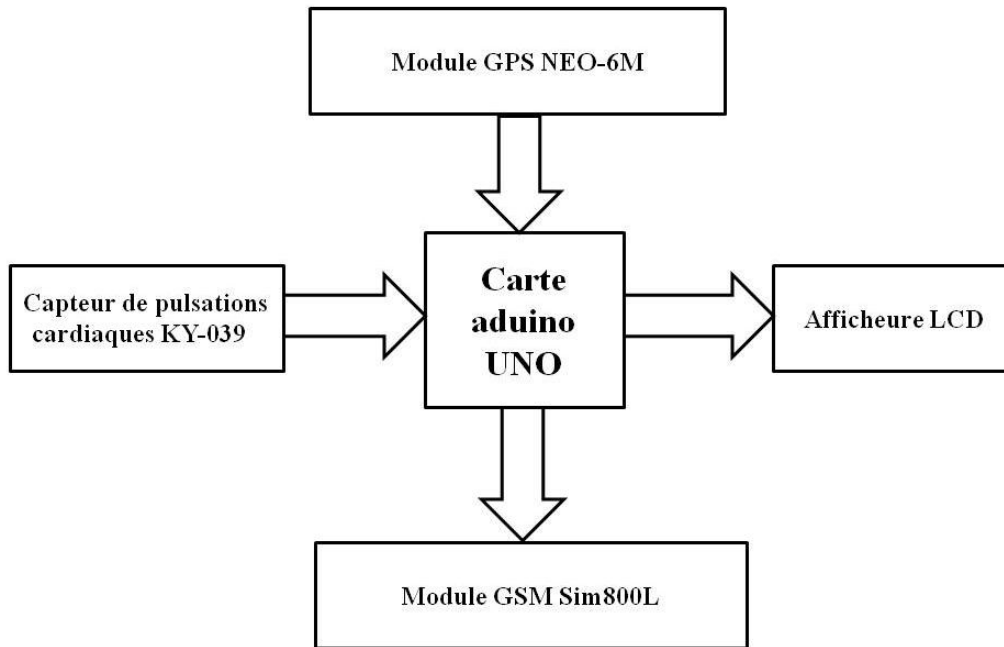 Module GPS NEO-6M
Capteur de pulsations
cardiaques KY-039
Carte
aduino
UNO
Afficheure LCD
Module GSM Sim800L